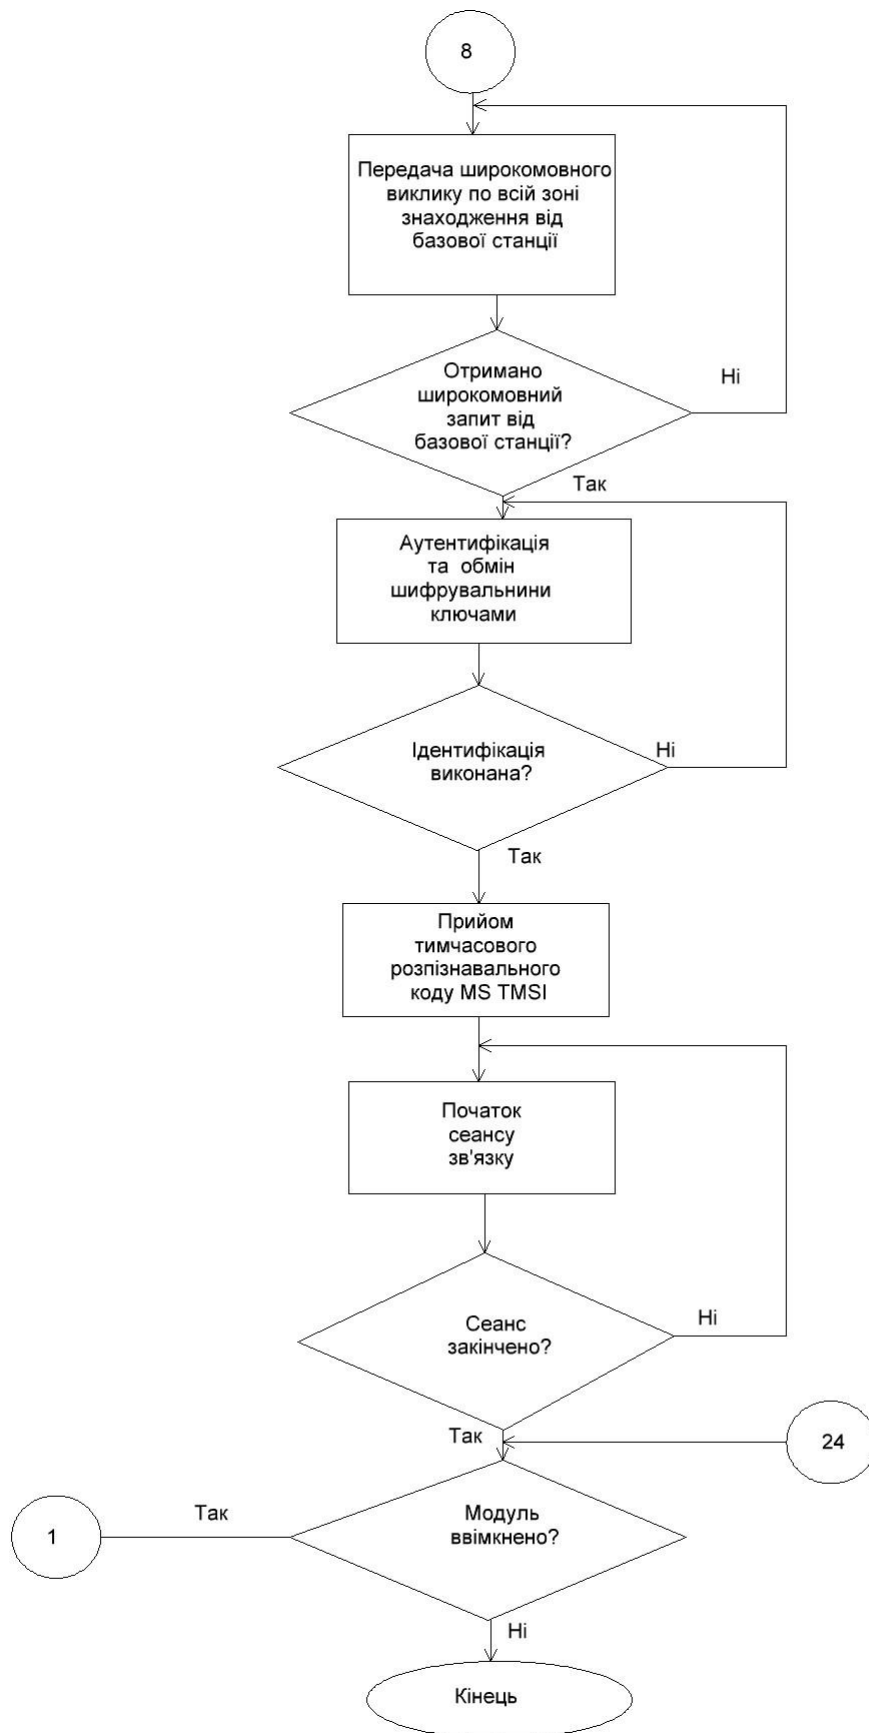 8
Передача широкомовного
виклику по всій зоні
знаходження від
базової станції
Отримано
широкомовний
запит від
базової станції?
Ні
Так
Аутентифікація
та обмін
шифрувальнини
ключами
Ідентифікація
виконана?
Ні
Так
Прийом
тимчасового
розпізнавального
коду MS TMSI
Початок
сеансу
зв'язку
Сеанс
закінчено?
Ні
Так
24
Модуль
ввімкнено?
Так
1
Ні
Кінець